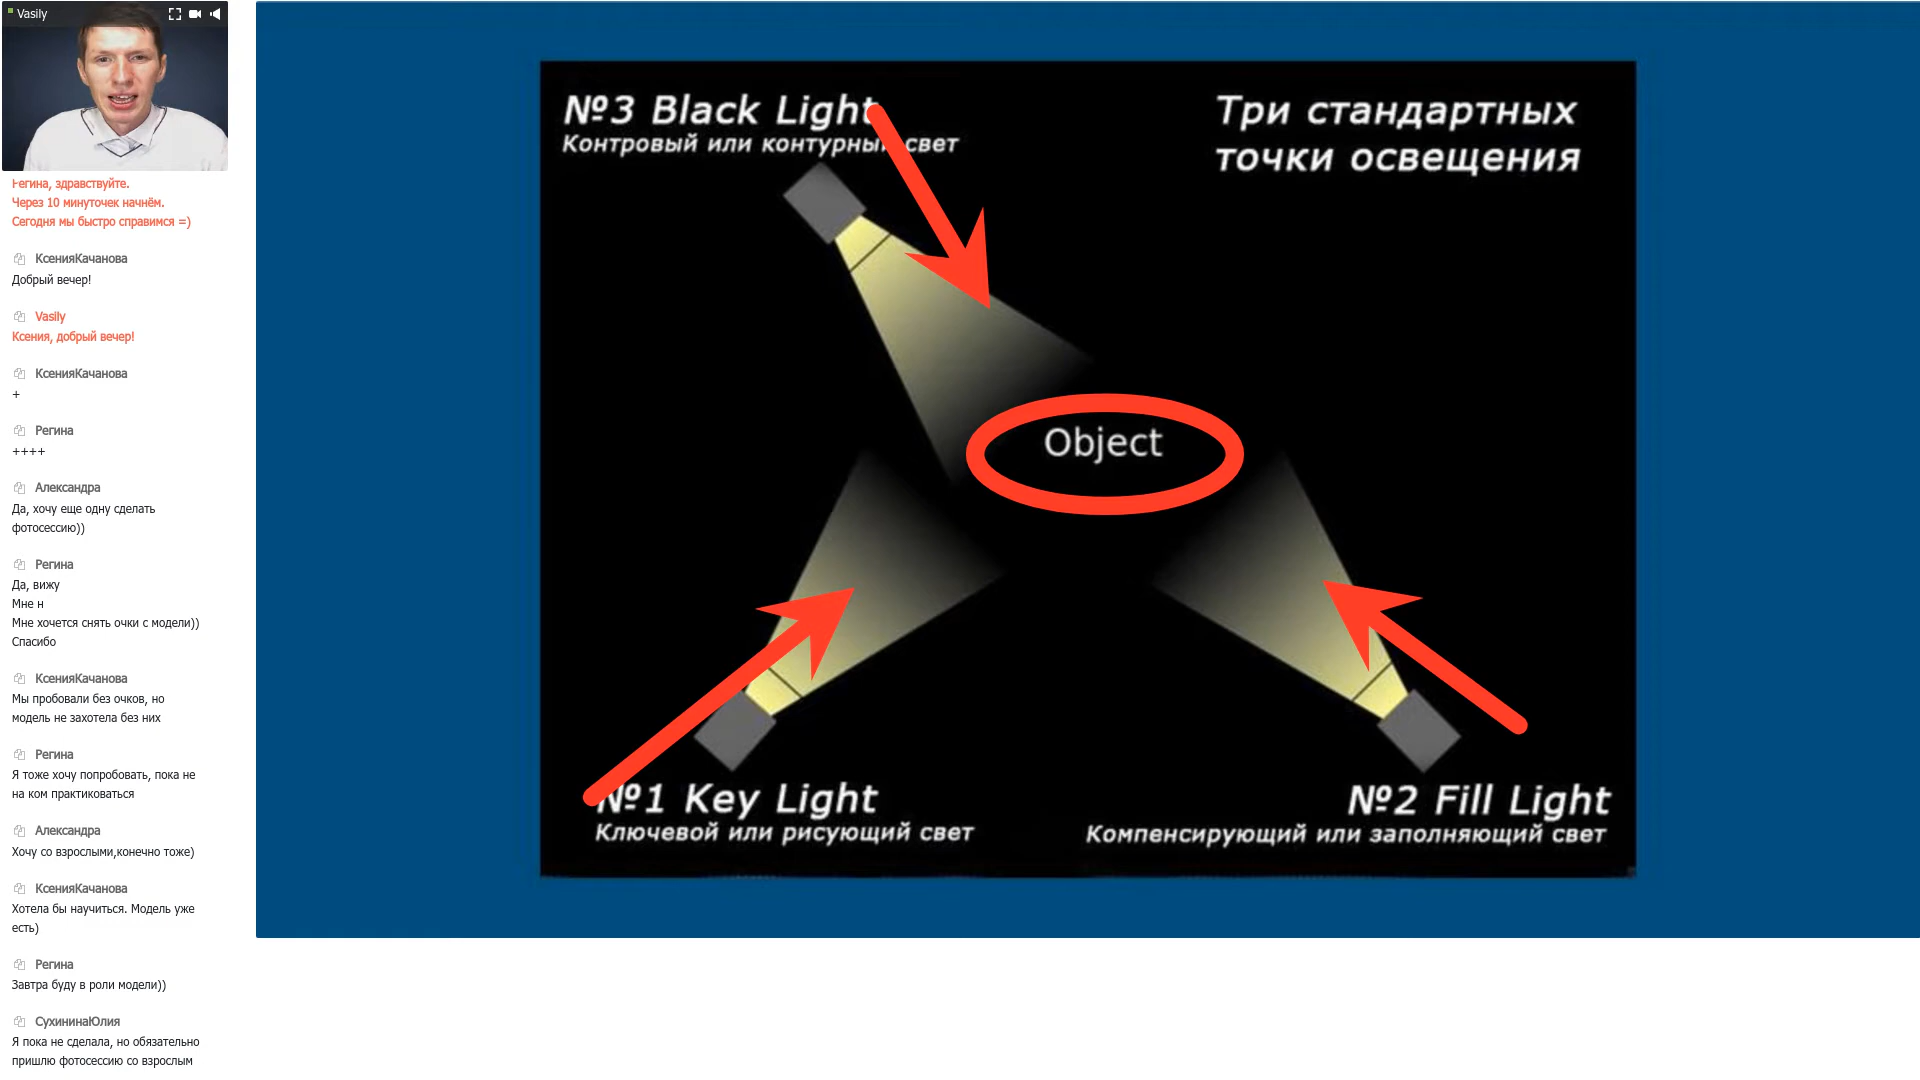 Vasily
Регина, здравствуйте.
Через 10 минуточек начнём.
Сегодня мы быстро справимся =)
КсенияКачанова
Добрый вечер!
Vasily
Ксения, добрый вечер!
КсенияКачанова
+
Регина
++++
Александра
Да, хочу еще одну сделать
фотосессию))
Регина
Да, вижу
Мне н
Мне хочется снять очки с модели))
Спасибо
КсенияКачанова
Мы пробовали без очков, но
модель не захотела без них
Регина
Я тоже хочу попробовать, пока не
на ком практиковаться
Александра
Хочу со взрослыми,конечно тоже)
КсенияКачанова
Хотела бы научиться. Модель уже
есть)
Регина
Завтра буду в роли модели))
СухининаЮлия
Я пока не сделала, но обязательно
пришлю фотосессию со взрослым
№3 Black Light
Контровый или контурный свет
Три стандартных
точки освещения
Object
№1 Key Light
Ключевой или рисующий свет
№2 Fill Light
Компенсирующий или заполняющий свет